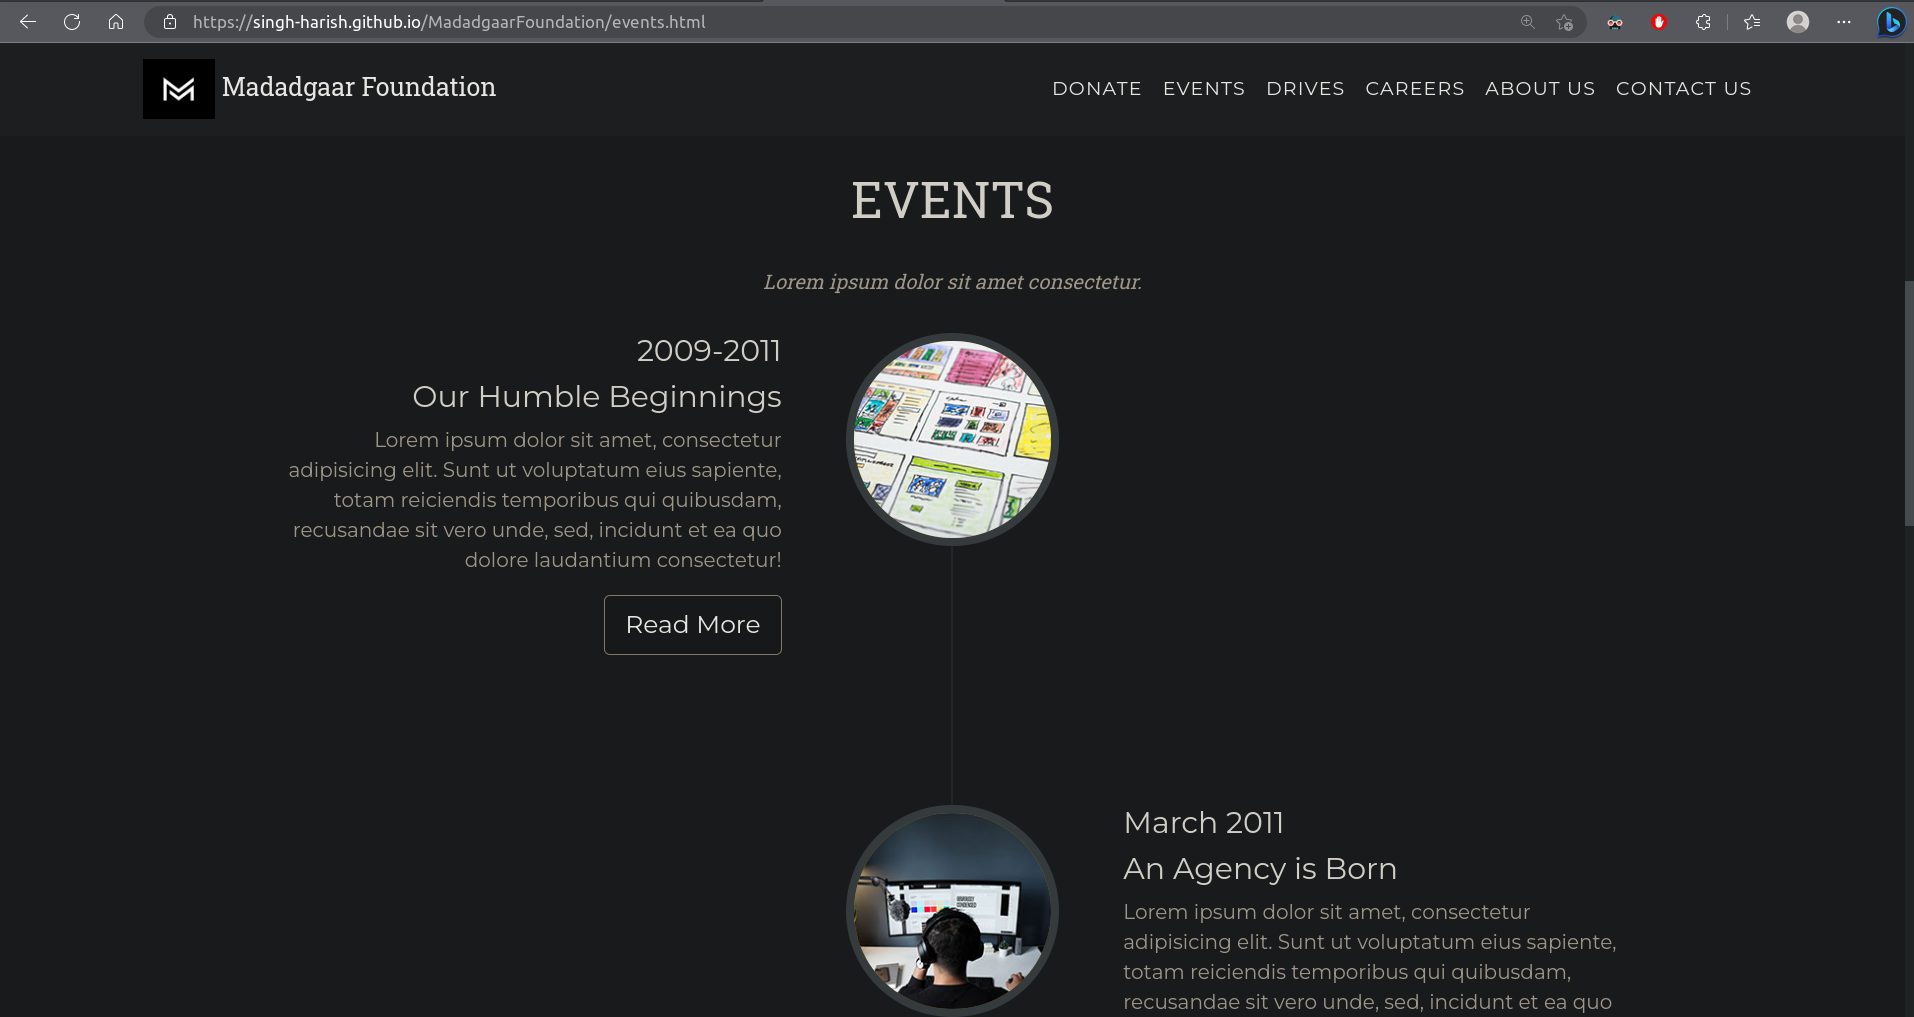 https://singh-harish.github.io/MadadgaarFoundation/events.html
Madadgaar Foundation
DONATE EVENTS DRIVES CAREERS ABOUT US CONTACT US
EVENTS
Lorem ipsum dolor sit amet consectetur.
2009-2011
Our Humble Beginnings
Lorem ipsum dolor sit amet, consectetur
adipisicing elit. Sunt ut voluptatum eius sapiente,
totam reiciendis temporibus qui quibusdam,
recusandae sit vero unde, sed, incidunt et ea quo
dolore laudantium consectetur!
Read More
March 2011
An Agency is Born
Lorem ipsum dolor sit amet, consectetur
adipisicing elit. Sunt ut voluptatum eius sapiente,
totam reiciendis temporibus qui quibusdam,
recusandae sit vero unde, sed, incidunt et ea quo